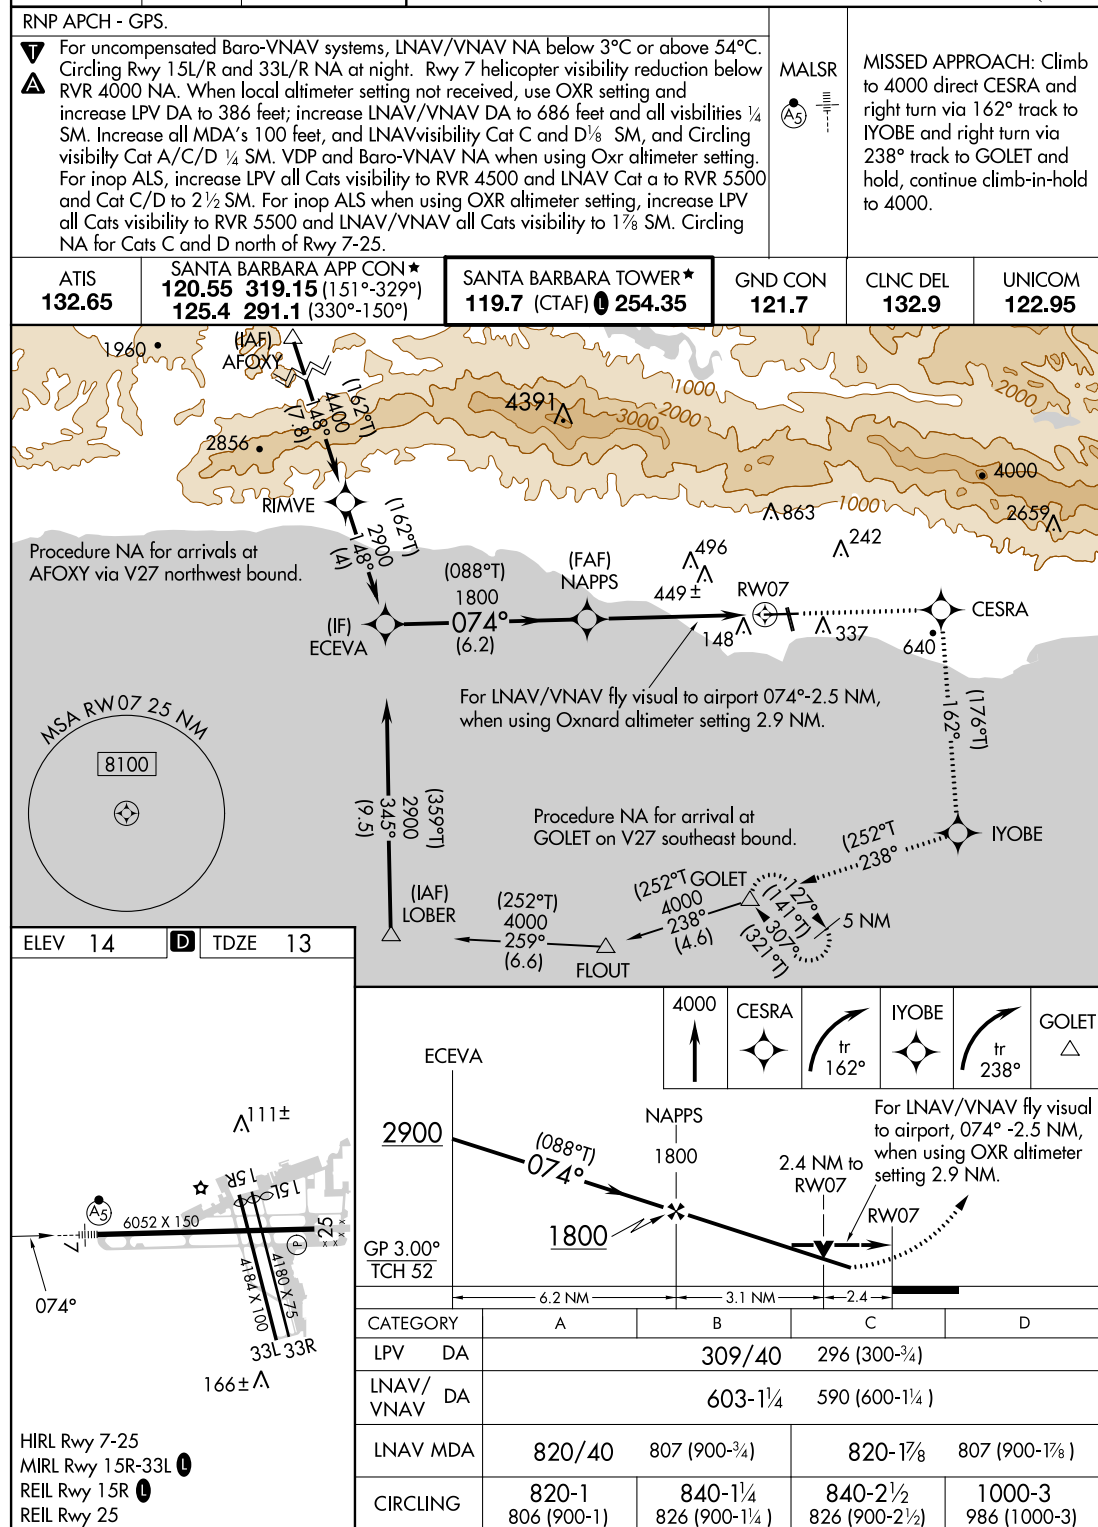 RNP APCH - GPS.
T
A
For uncompensated Baro-VNAV systems, LNAV/VNAV NA below 3°C or above 54°C.
Circling Rwy 15L/R and 33L/R NA at night. Rwy 7 helicopter visibility reduction below
RVR 4000 NA. When local altimeter setting not received, use OXR setting and
increase LPV DA to 386 feet; increase LNAV/VNAV DA to 686 feet and all visbilities ¼
SM. Increase all MDA's 100 feet, and LNAVvisibility Cat C and D⅛ SM, and Circling
visibilty Cat A/C/D ¼ SM. VDP and Baro-VNAV NA when using Oxr altimeter setting.
For inop ALS, increase LPV all Cats visibility to RVR 4500 and LNAV Cat a to RVR 5500
and Cat C/D to 2½ SM. For inop ALS when using OXR altimeter setting, increase LPV
all Cats visibility to RVR 5500 and LNAV/VNAV all Cats visibility to 1⅞ SM. Circling
NA for Cats C and D north of Rwy 7-25.
MALSR
A5
MISSED APPROACH: Climb
to 4000 direct CESRA and
right turn via 162° track to
IYOBE and right turn via
238° track to GOLET and
hold, continue climb-in-hold
to 4000.
ATIS
132.65
SANTA BARBARA APP CON★
120.55 319.15 (151°-329°)
125.4 291.1 (330°-150°)
SANTA BARBARA TOWER★
119.7 (CTAF) L 254.35
GND CON
121.7
CLNC DEL
132.9
UNICOM
122.95
1960
(IAF)
AFOXY
(162°T)
4400
148°
(7.8)
4391
1000
2000
3000
2000
2856
4000
RIMVE
1000
863
2659
242
(162°T)
2900
148°
(4)
Procedure NA for arrivals at
AFOXY via V27 northwest bound.
496
449±
(FAF)
NAPPS
(088°T)
1800
074°
(6.2)
RW07
CESRA
(IF)
ECEVA
148
337
640
For LNAV/VNAV fly visual to airport 074°-2.5 NM,
when using Oxnard altimeter setting 2.9 NM.
(176°T)
162°
MSA RW07 25 NM
8100
(359°T)
2900
345°
(9.5)
Procedure NA for arrival at
GOLET on V27 southeast bound.
IYOBE
(252°T
238°
(IAF)
LOBER
(252°T)
4000
259°
(6.6)
FLOUT
(252°T
4000
238°
(4.6)
GOLET
127°
(141°T)
307°
(321°T)
5 NM
ELEV 14
D
TDZE 13
111±
15R
15L
A5
6052 X 150
7
25
P
074°
4184 X 100
4180 X 75
33L
33R
166±
HIRL Rwy 7-25
MIRL Rwy 15R-33L L
REIL Rwy 15R L
REIL Rwy 25
4000
CESRA
tr
162°
IYOBE
tr
238°
GOLET
ECEVA
2900
(088°T)
074°
NAPPS
1800
1800
2.4 NM to
RW07
For LNAV/VNAV fly visual
to airport, 074° -2.5 NM,
when using OXR altimeter
setting 2.9 NM.
RW07
GP 3.00°
TCH 52
6.2 NM
3.1 NM
2.4
CATEGORY A B C D
LPV DA 309/40 296 (300-¾)
LNAV/
VNAV DA 603-1¼ 590 (600-1¼)
LNAV MDA 820/40 807 (900-¾) 820-1⅞ 807 (900-1⅞)
CIRCLING
820-1 840-1¼ 840-2½ 1000-3
806 (900-1) 826 (900-1¼) 826 (900-2½) 986 (1000-3)